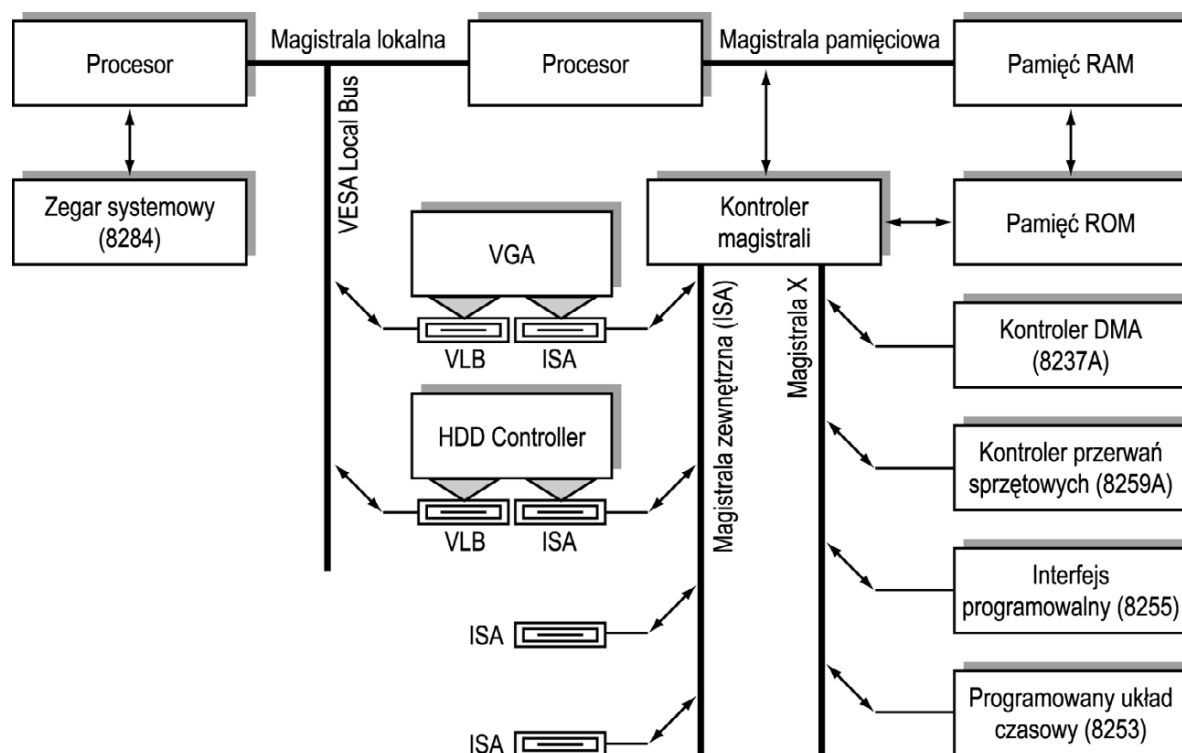 Procesor
Magistrala lokalna
Procesor
Magistrala pamięciowa
Pamięć RAM
VESA Local Bus
Zegar systemowy
(8284)
VGA
VLB
ISA
Kontroler
magistrali
Pamięć ROM
Magistrala zewnętrzna (ISA)
Magistrala X
Kontroler DMA
(8237A)
HDD Controller
VLB
ISA
Kontroler przerwań
sprzętowych (8259A)
ISA
Interfejs
programowalny (8255)
ISA
Programowany układ
czasowy (8253)